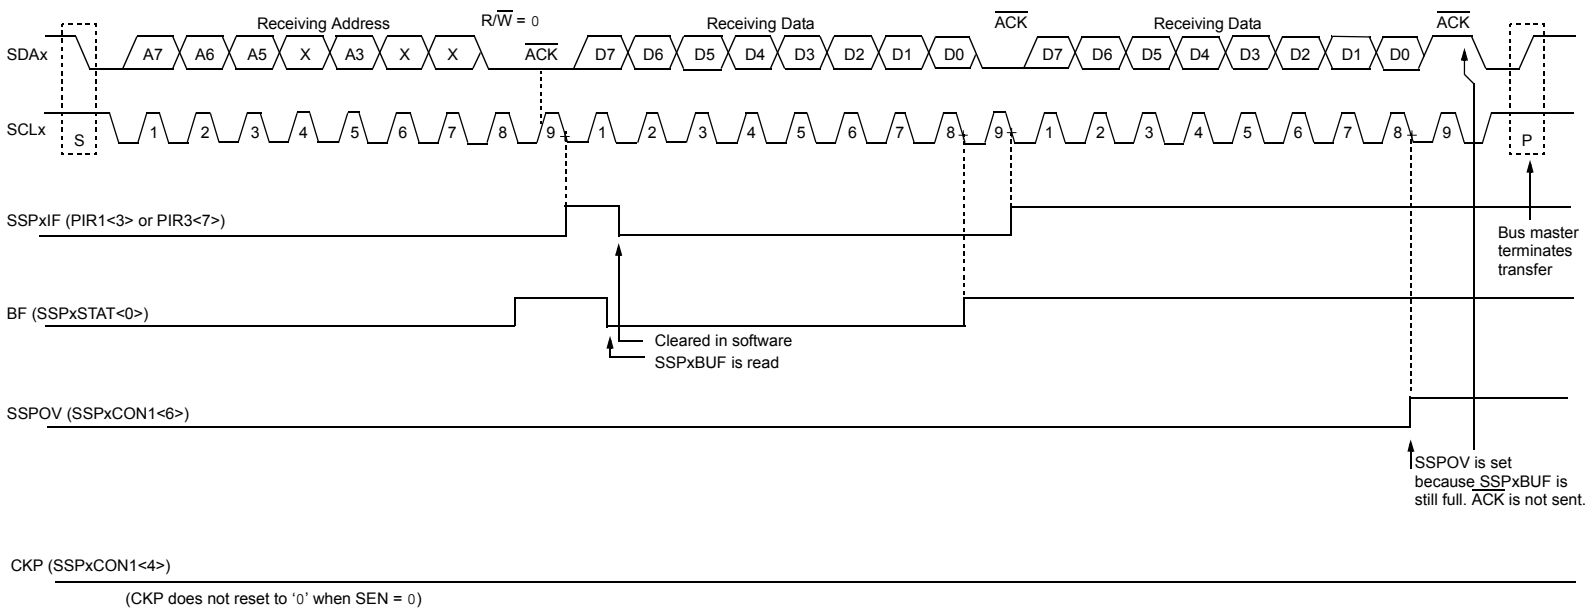 Receiving Address
R/W = 0
Receiving Data
ACK
Receiving Data
ACK
SDAx
A7 A6 A5 X A3 X X
ACK
D7 D6 D5 D4 D3 D2 D1 D0
D7 D6 D5 D4 D3 D2 D1 D0
SCLx
S
1 2 3 4 5 6 7 8 9
1 2 3 4 5 6 7 8 9
1 2 3 4 5 6 7 8 9
P
SSPxIF (PIR1<3> or PIR3<7>)
Bus master
terminates
transfer
BF (SSPxSTAT<0>)
Cleared in software
SSPxBUF is read
SSPOV (SSPxCON1<6>)
SSPOV is set
because SSPxBUF is
still full. ACK is not sent.
CKP (SSPxCON1<4>)
(CKP does not reset to ‘0’ when SEN = 0)